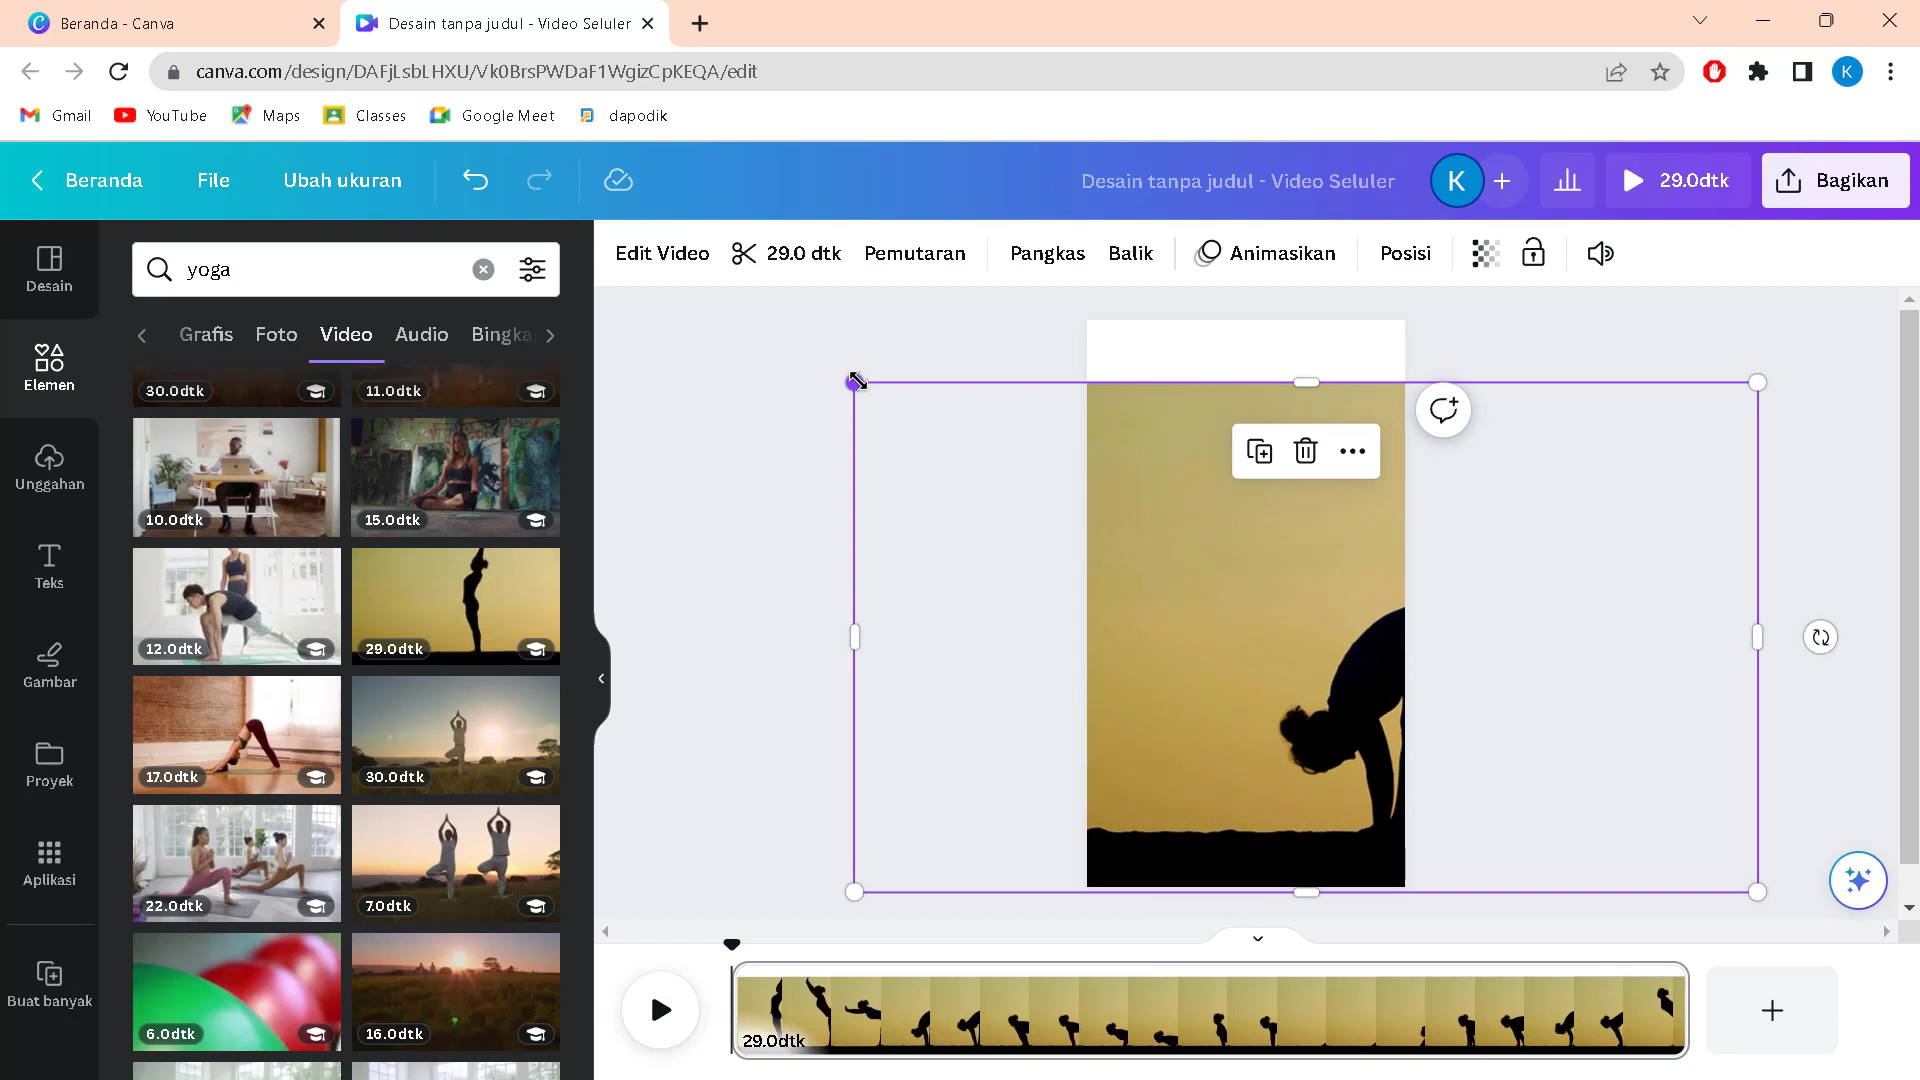 Beranda - Canva
Desain tanpa judul - Video Seluler
canva.com/design/DAFjLsbLHXU/Vk0BrsPWDaF1WgizCpKEQA/edit
K
Gmail
YouTube
Maps
Classes
Google Meet
dapodik
Beranda
File
Ubah ukuran
Desain tanpa judul - Video Seluler
K
29.0dtk
Bagikan
Desain
Elemen
Unggahan
Teks
Gambar
Proyek
Aplikasi
Buat banyak
yoga
Grafis
Foto
Video
Audio
Bingka
30.0dtk
11.0dtk
10.0dtk
15.0dtk
12.0dtk
29.0dtk
17.0dtk
30.0dtk
22.0dtk
7.0dtk
6.0dtk
16.0dtk
Edit Video
29.0 dtk
Pemutaran
Pangkas
Balik
Animasikan
Posisi
29.0dtk